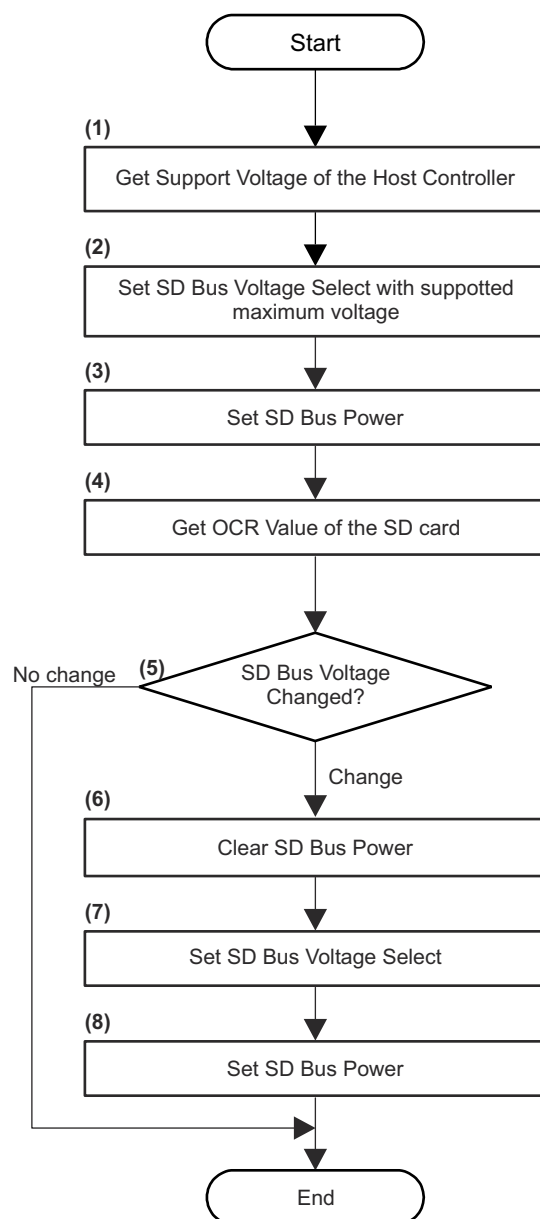 Start
(1)
Get Support Voltage of the Host Controller
(2)
Set SD Bus Voltage Select with suppotted
maximum voltage
(3)
Set SD Bus Power
(4)
Get OCR Value of the SD card
No change
(5)
SD Bus Voltage
Changed?
Change
(6)
Clear SD Bus Power
(7)
Set SD Bus Voltage Select
(8)
Set SD Bus Power
End